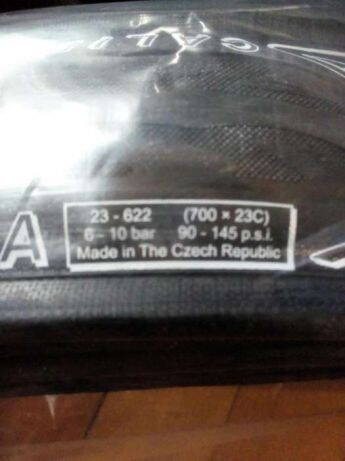 23 - 622 (700 × 23C)
6 - 10 bar 90 - 145 p.s.i.
Made in The Czech Republic
A